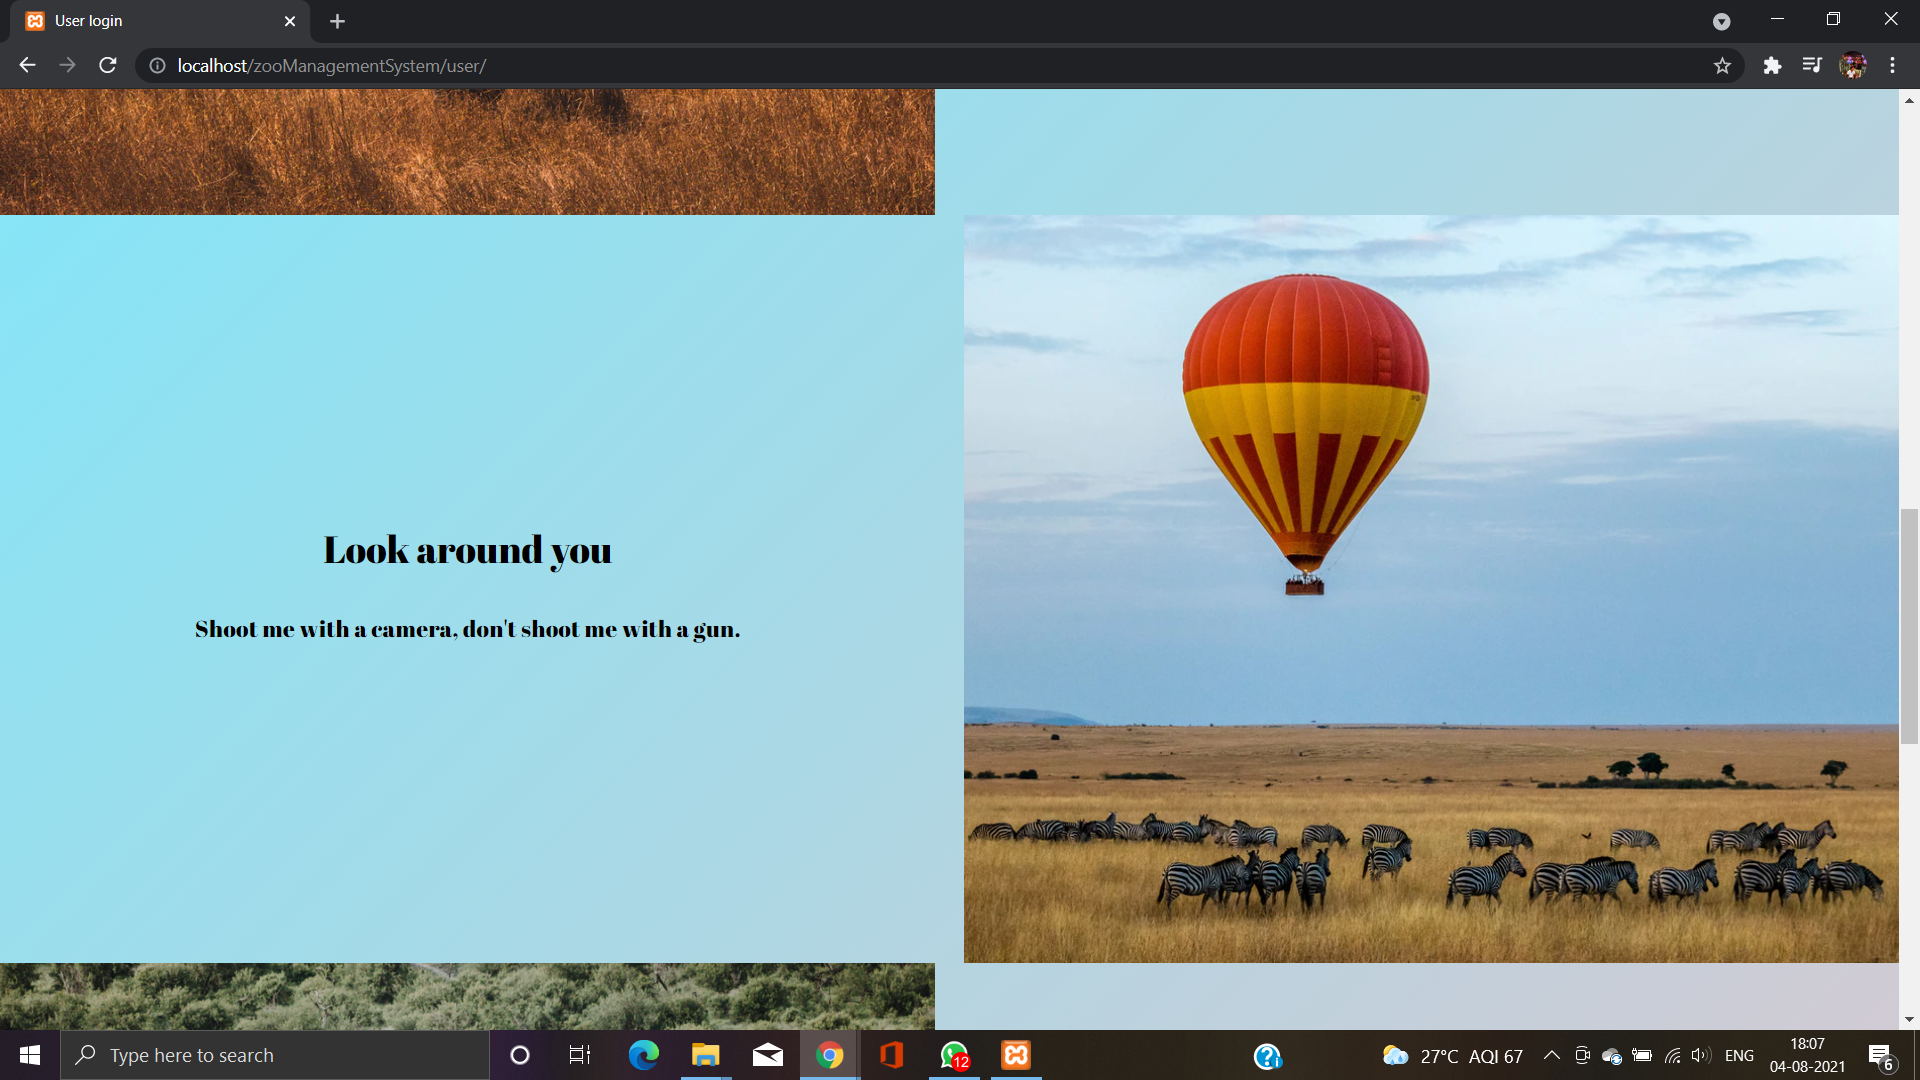 User login
localhost/zooManagementSystem/user/
Look around you
Shoot me with a camera, don't shoot me with a gun.
Type here to search
12
27°C AQI 67
ENG
18:07
04-08-2021
6